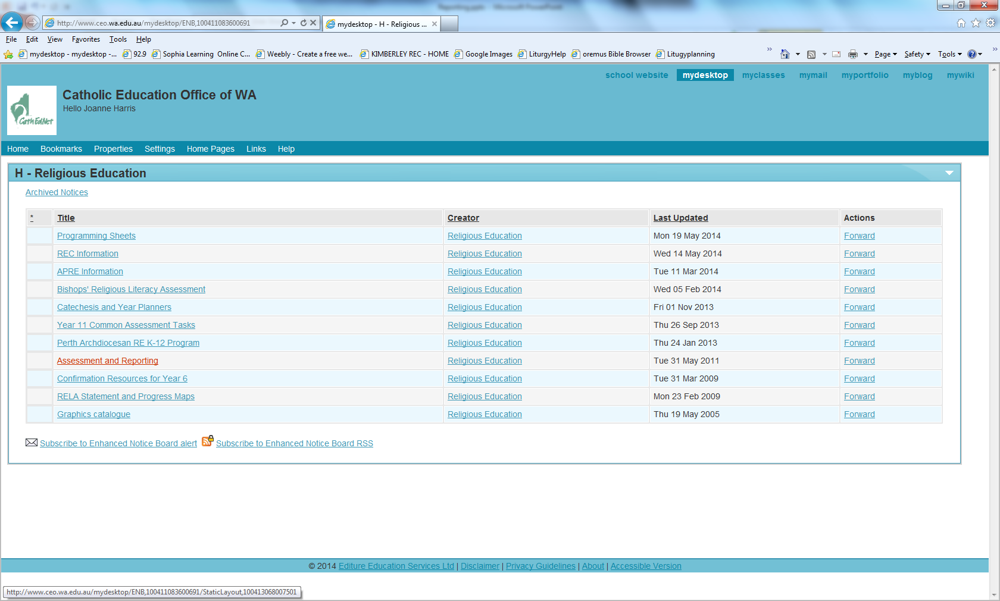 Reporting.pptx - Microsoft PowerPoint
http://www.ceo.wa.edu.au/mydesktop/ENB,100411083600691
mydesktop - H - Religious ...
File Edit View Favorites Tools Help
mydesktop - mydesktop -... 92.9 Sophia Learning Online C... Weebly - Create a free we... KIMBERLEY REC - HOME Google Images LiturgyHelp oremus Bible Browser Litugyplanning Page Safety Tools
school website mydesktop myclasses mymail myportfolio myblog mywiki
Catholic Education Office of WA
Hello Joanne Harris
CathEdNet
Home Bookmarks Properties Settings Home Pages Links Help
H - Religious Education
Archived Notices
* Title Creator Last Updated Actions
Programming Sheets Religious Education Mon 19 May 2014 Forward
REC Information Religious Education Wed 14 May 2014 Forward
APRE Information Religious Education Tue 11 Mar 2014 Forward
Bishops' Religious Literacy Assessment Religious Education Wed 05 Feb 2014 Forward
Catechesis and Year Planners Religious Education Fri 01 Nov 2013 Forward
Year 11 Common Assessment Tasks Religious Education Thu 26 Sep 2013 Forward
Perth Archdiocesan RE K-12 Program Religious Education Thu 24 Jan 2013 Forward
Assessment and Reporting Religious Education Tue 31 May 2011 Forward
Confirmation Resources for Year 6 Religious Education Tue 31 Mar 2009 Forward
RELA Statement and Progress Maps Religious Education Mon 23 Feb 2009 Forward
Graphics catalogue Religious Education Thu 19 May 2005 Forward
Subscribe to Enhanced Notice Board alert Subscribe to Enhanced Notice Board RSS
© 2014 Editure Education Services Ltd | Disclaimer | Privacy Guidelines | About | Accessible Version
http://www.ceo.wa.edu.au/mydesktop/ENB,100411083600691/StaticLayout,100413068007501